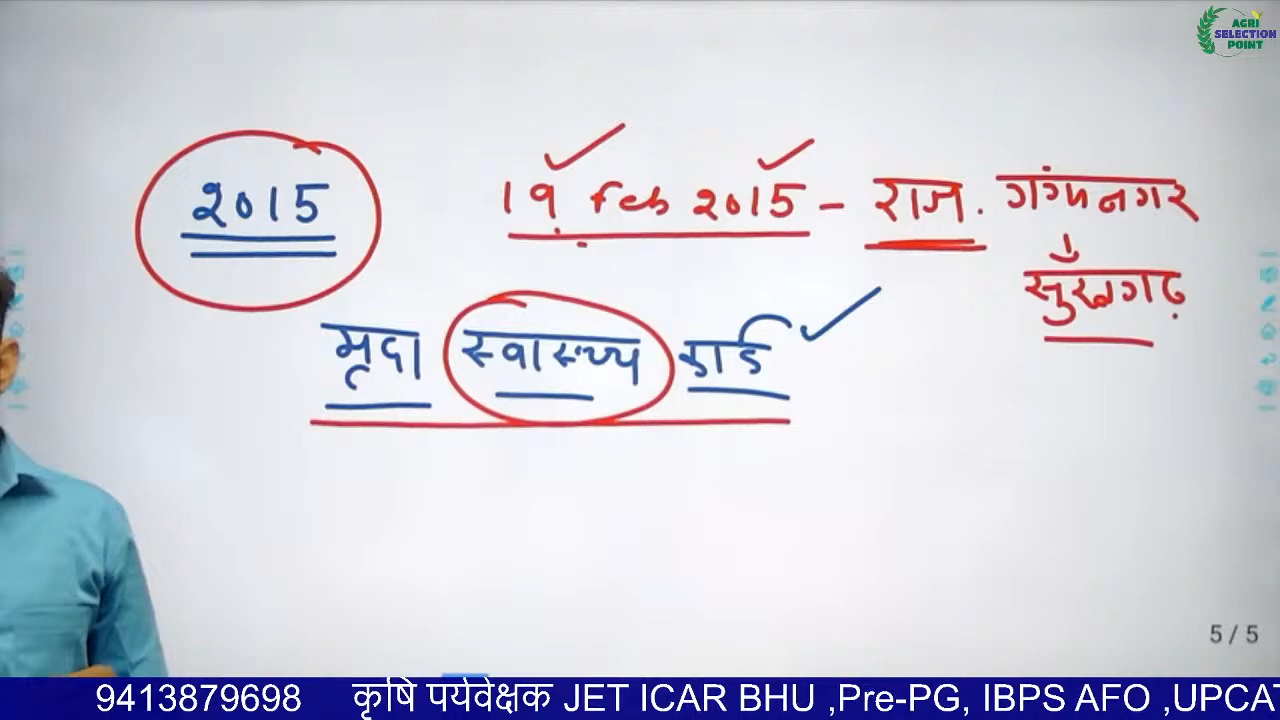 AGRI
SELECTION
POINT
2015
19 Feb 2015 - राज. गंगानगर
सुरतगढ़
मृदा स्वास्थ्य कार्ड
5 / 5
9413879698 कृषि पर्यवेक्षक JET ICAR BHU ,Pre-PG, IBPS AFO ,UPCAT